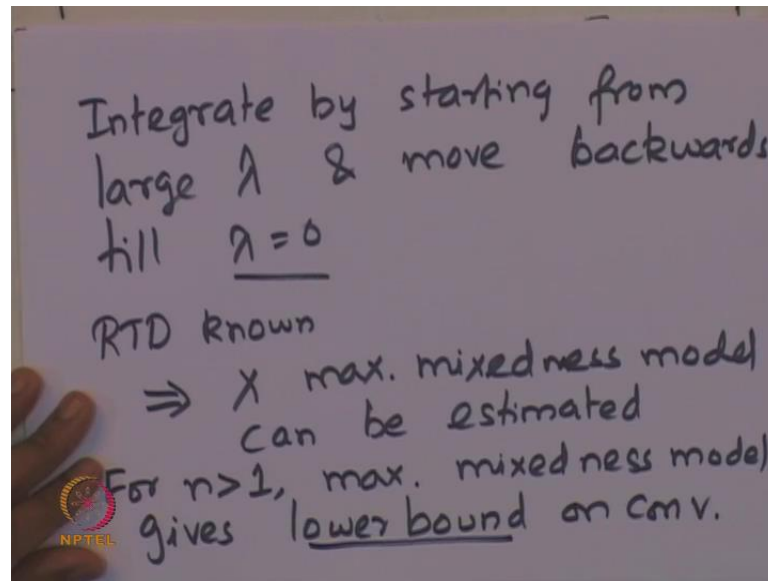 Integrate by starting from
large λ & move backwards
till λ = 0
RTD known
⇒ X max. mixedness model
can be estimated
For n>1, max. mixedness model
gives lower bound on conv.
NPTEL